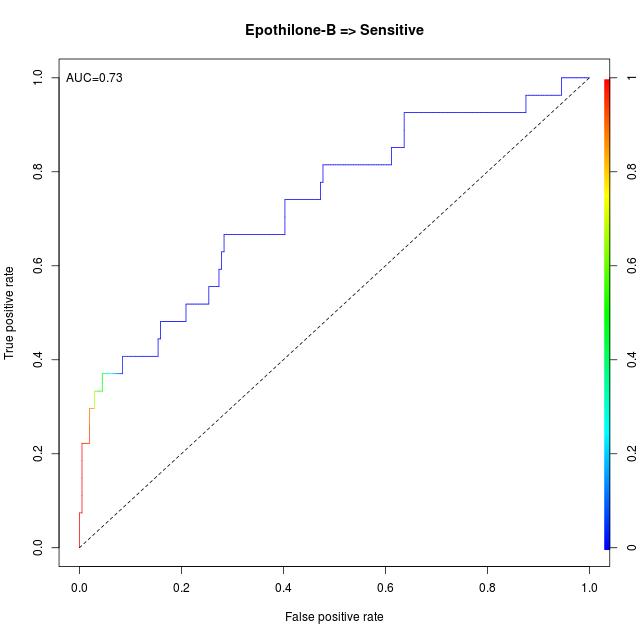 Epothilone-B => Sensitive
AUC=0.73
True positive rate
1.0
0.8
0.6
0.4
0.2
0.0
1
0.8
0.6
0.4
0.2
0
0.0 0.2 0.4 0.6 0.8 1.0
False positive rate